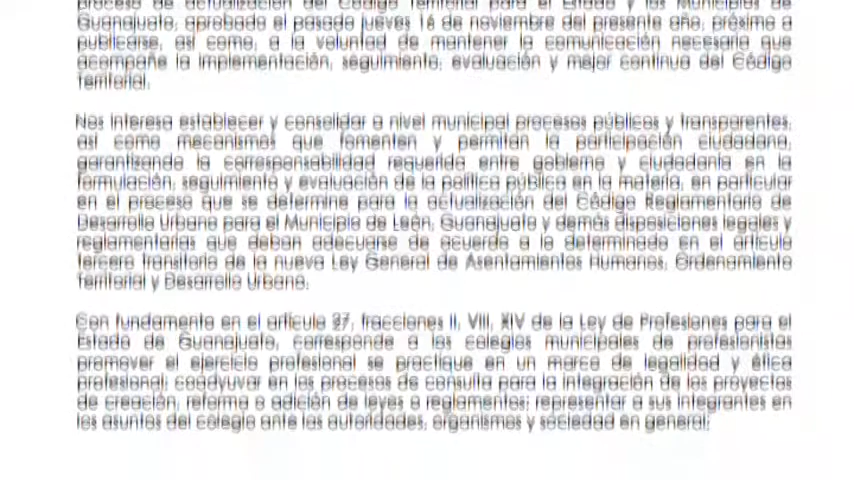 proceso de actualización del Código Territorial para el Estado y los Municipios de
Guanajuato, aprobado el pasado jueves 16 de noviembre del presente año, próximo a
publicarse, así como, a la voluntad de mantener la comunicación necesaria que
acompañe la implementación, seguimiento, evaluación y mejor continua del Código
Territorial.
Nos interesa establecer y consolidar a nivel municipal procesos públicos y transparentes,
así como mecanismos que fomenten y permitan la participación ciudadana,
garantizando la corresponsabilidad requerida entre gobierno y ciudadanía en la
formulación, seguimiento y evaluación de la política pública en la materia, en particular
en el proceso que se determine para la actualización del Código Reglamentario de
Desarrollo Urbano para el Municipio de León, Guanajuato y demás disposiciones legales y
reglamentarias que deban adecuarse de acuerdo a lo determinado en el artículo
tercero transitorio de la nueva Ley General de Asentamientos Humanos, Ordenamiento
Territorial y Desarrollo Urbano.
Con fundamento en el artículo 27, fracciones II, VIII, XIV de la Ley de Profesiones para el
Estado de Guanajuato, corresponde a los colegios municipales de profesionistas
promover el ejercicio profesional se practique en un marco de legalidad y ética
profesional; coadyuvar en los procesos de consulta para la integración de los proyectos
de creación, reforma o adición de leyes o reglamentos; representar a sus integrantes en
los asuntos del colegio ante las autoridades, organismos y sociedad en general;